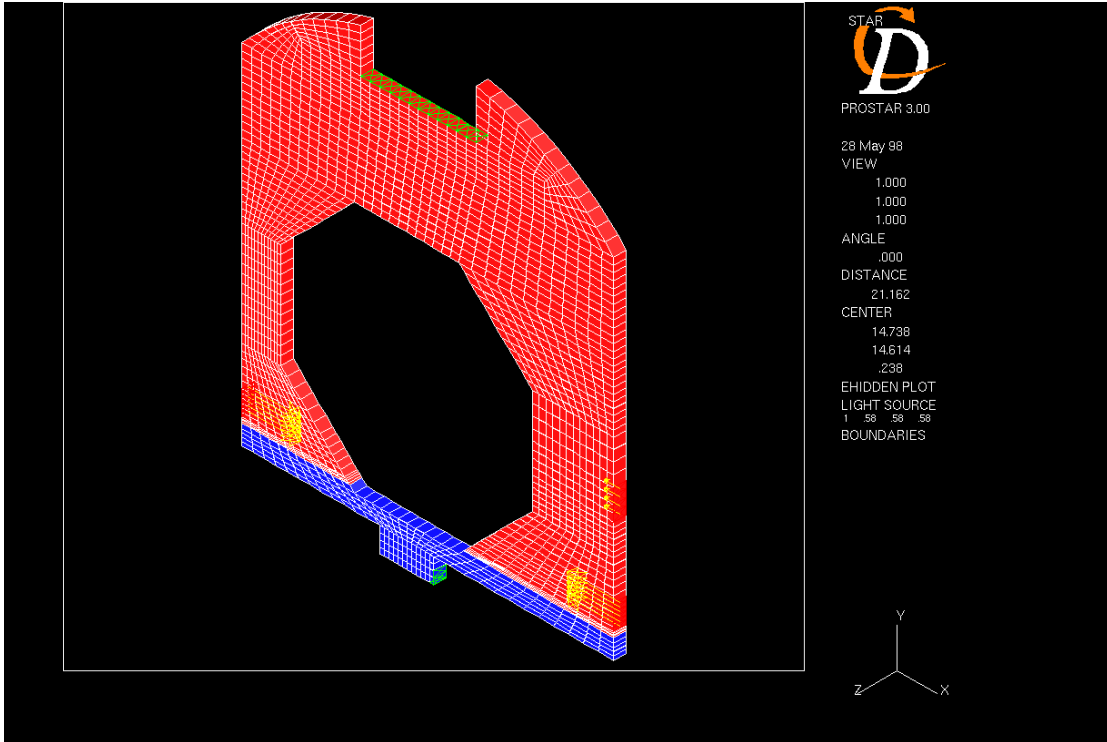 STAR
D
PROSTAR 3.00
28 May 98
VIEW
1.000
1.000
1.000
ANGLE
.000
DISTANCE
21.162
CENTER
14.738
14.614
.238
EHIDDEN PLOT
LIGHT SOURCE
1 .58 .58 .58
BOUNDARIES
Y
Z X